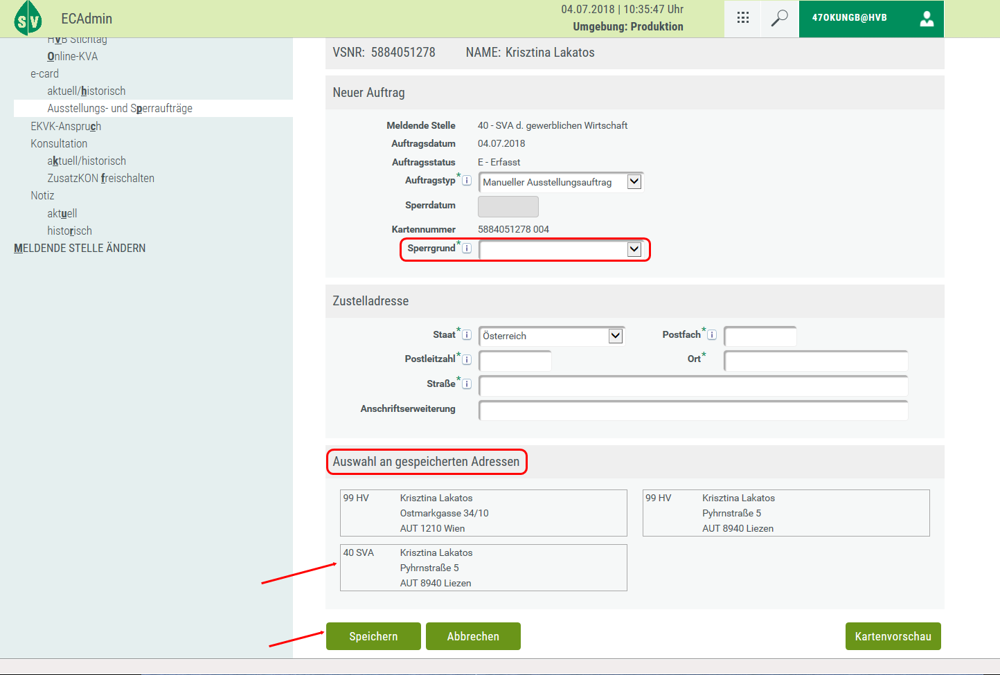 SV ECAdmin
04.07.2018 | 10:35:47 Uhr
Umgebung: Produktion
47OKUNGB@HVB
HVB Stichtag
Online-KVA
e-card
aktuell/historisch
Ausstellungs- und Sperraufträge
EKVK-Anspruch
Konsultation
aktuell/historisch
ZusatzKON freischalten
Notiz
aktuell
historisch
MELDENDE STELLE ÄNDERN
VSNR: 5884051278 NAME: Krisztina Lakatos
Neuer Auftrag
Meldende Stelle 40 - SVA d. gewerblichen Wirtschaft
Auftragsdatum 04.07.2018
Auftragsstatus E - Erfasst
Auftragstyp* i Manueller Ausstellungsauftrag
Sperrdatum
Kartennummer 5884051278 004
Sperrgrund* i
Zustelladresse
Staat* i Österreich Postfach* i
Postleitzahl* i Ort*
Straße* i
Anschriftserweiterung
Auswahl an gespeicherten Adressen
99 HV Krisztina Lakatos
Ostmarkgasse 34/10
AUT 1210 Wien
99 HV Krisztina Lakatos
Pyhrnstraße 5
AUT 8940 Liezen
40 SVA Krisztina Lakatos
Pyhrnstraße 5
AUT 8940 Liezen
Speichern Abbrechen Kartenvorschau